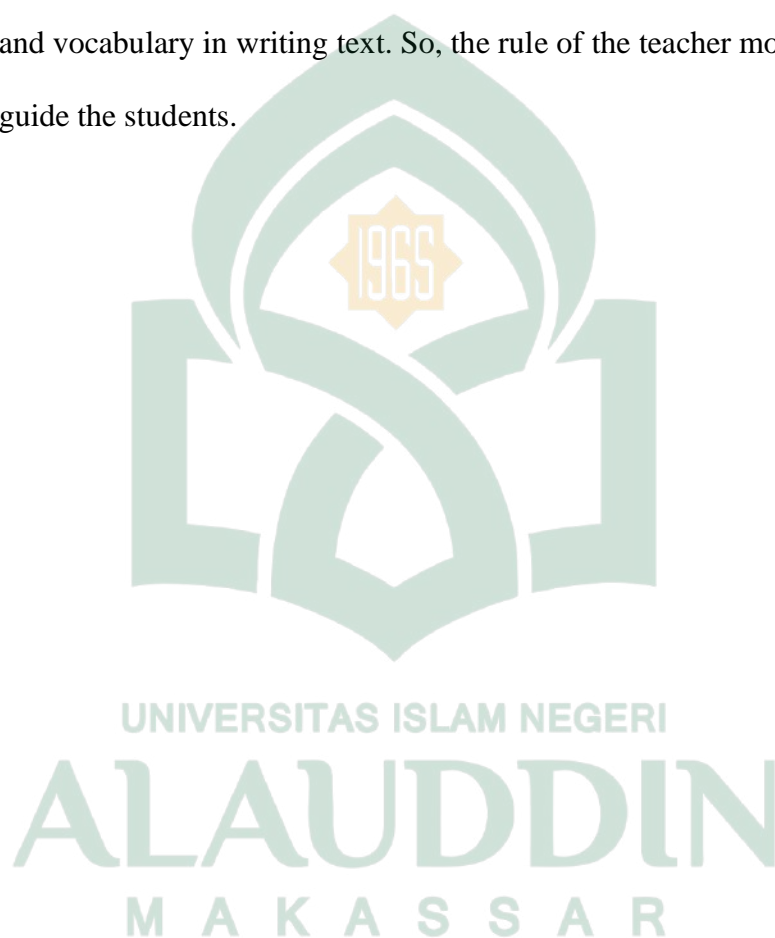 and vocabulary in writing text. So, the rule of the teacher mo
guide the students.
1965
UNIVERSITAS ISLAM NEGERI
ALAUDDIN
MAKASSAR